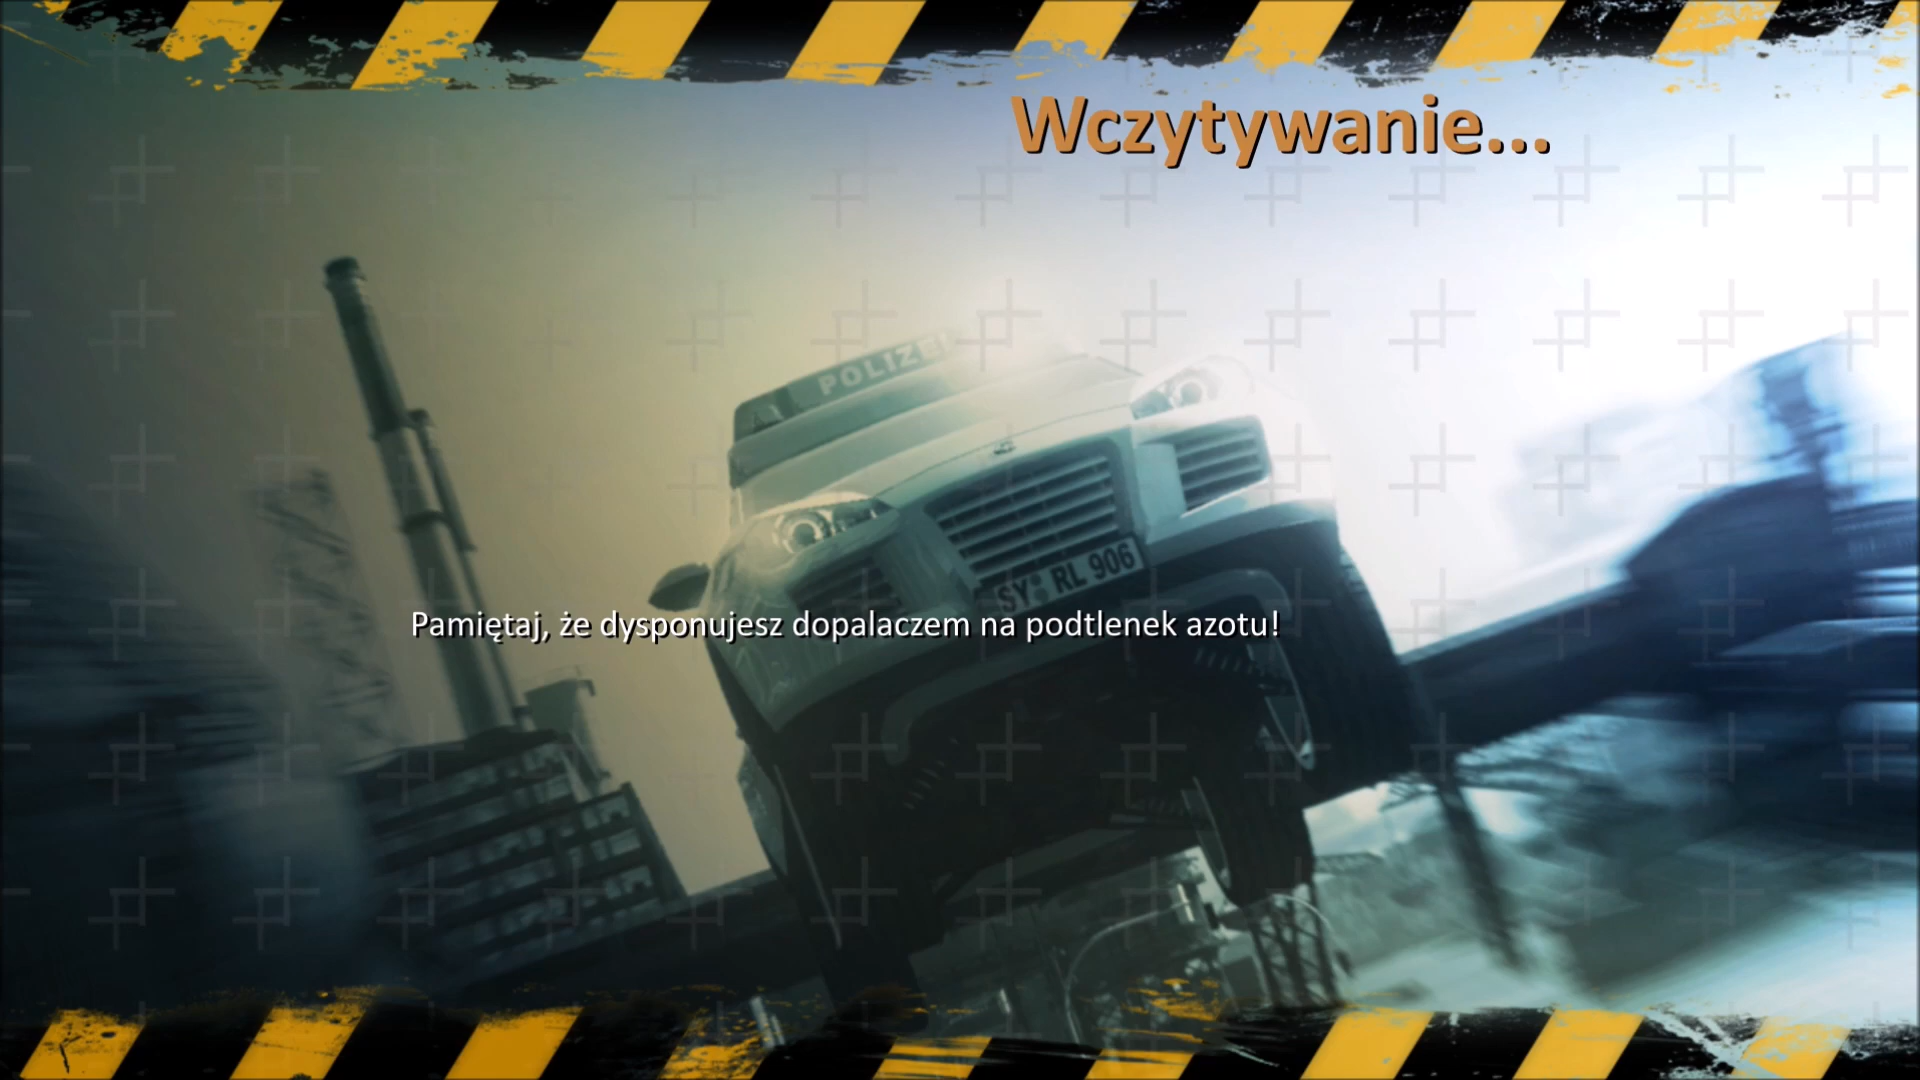 Wczytywanie...
POLIZEI
SY RL 906
Pamiętaj, że dysponujesz dopalaczem na podtlenek azotu!